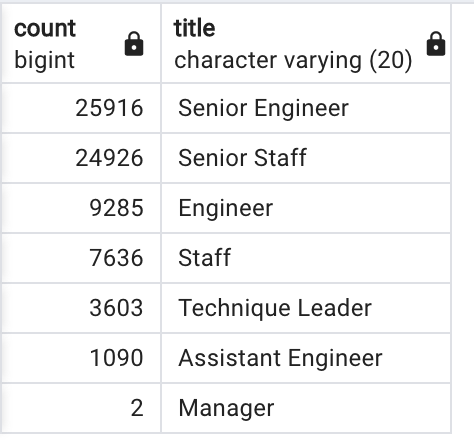 count title
bigint character varying (20)
25916 Senior Engineer
24926 Senior Staff
9285 Engineer
7636 Staff
3603 Technique Leader
1090 Assistant Engineer
2 Manager